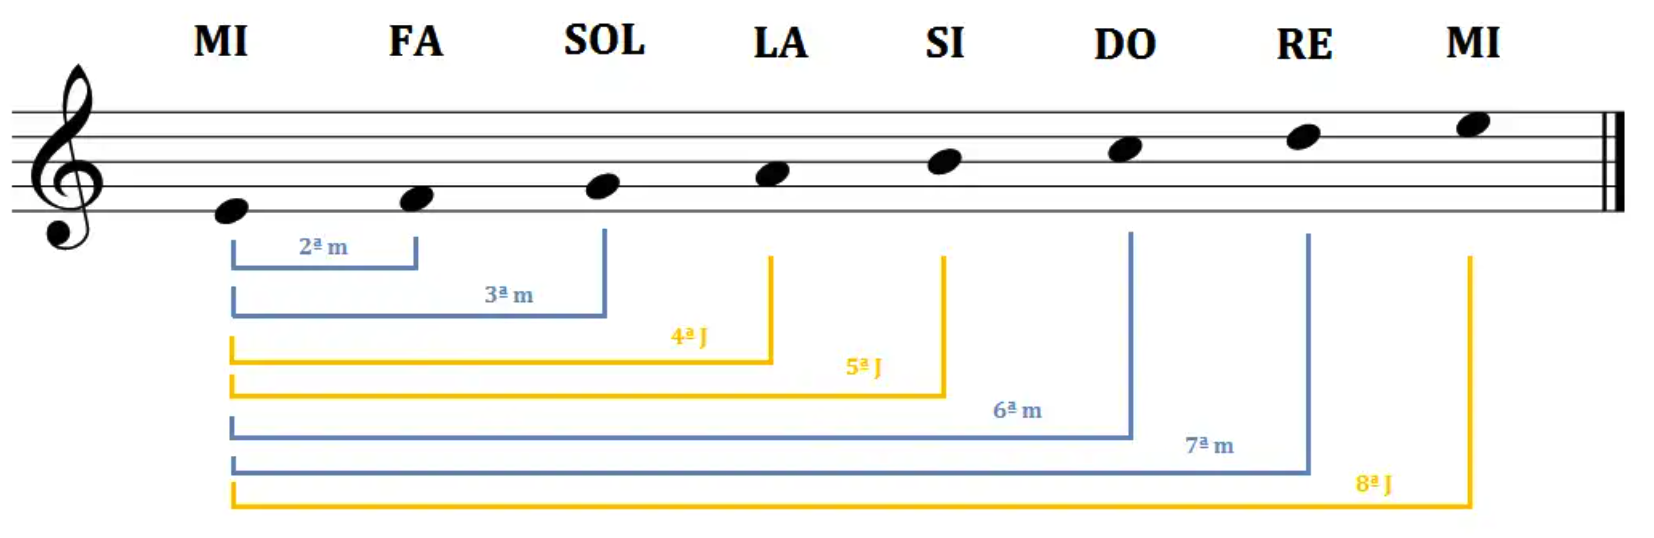 MI FA SOL LA SI DO RE MI
2ª m
3ª m
4ª J
5ª J
6ª m
7ª m
8ª J